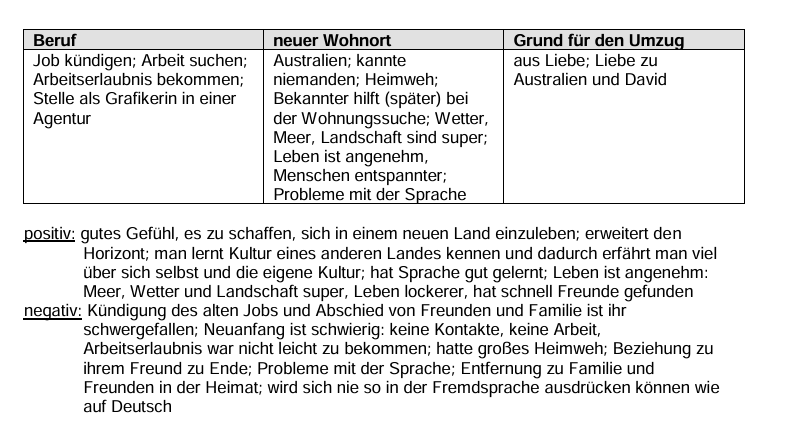 Beruf
neuer Wohnort
Grund für den Umzug
Job kündigen; Arbeit suchen;
Arbeitserlaubnis bekommen;
Stelle als Grafikerin in einer
Agentur
Australien; kannte
niemanden; Heimweh;
Bekannter hilft (später) bei
der Wohnungssuche; Wetter,
Meer, Landschaft sind super;
Leben ist angenehm,
Menschen entspannter;
Probleme mit der Sprache
aus Liebe; Liebe zu
Australien und David
positiv: gutes Gefühl, es zu schaffen, sich in einem neuen Land einzuleben; erweitert den
Horizont; man lernt Kultur eines anderen Landes kennen und dadurch erfährt man viel
über sich selbst und die eigene Kultur; hat Sprache gut gelernt; Leben ist angenehm:
Meer, Wetter und Landschaft super, Leben lockerer, hat schnell Freunde gefunden
negativ: Kündigung des alten Jobs und Abschied von Freunden und Familie ist ihr
schwergefallen; Neuanfang ist schwierig: keine Kontakte, keine Arbeit,
Arbeitserlaubnis war nicht leicht zu bekommen; hatte großes Heimweh; Beziehung zu
ihrem Freund zu Ende; Probleme mit der Sprache; Entfernung zu Familie und
Freunden in der Heimat; wird sich nie so in der Fremdsprache ausdrücken können wie
auf Deutsch